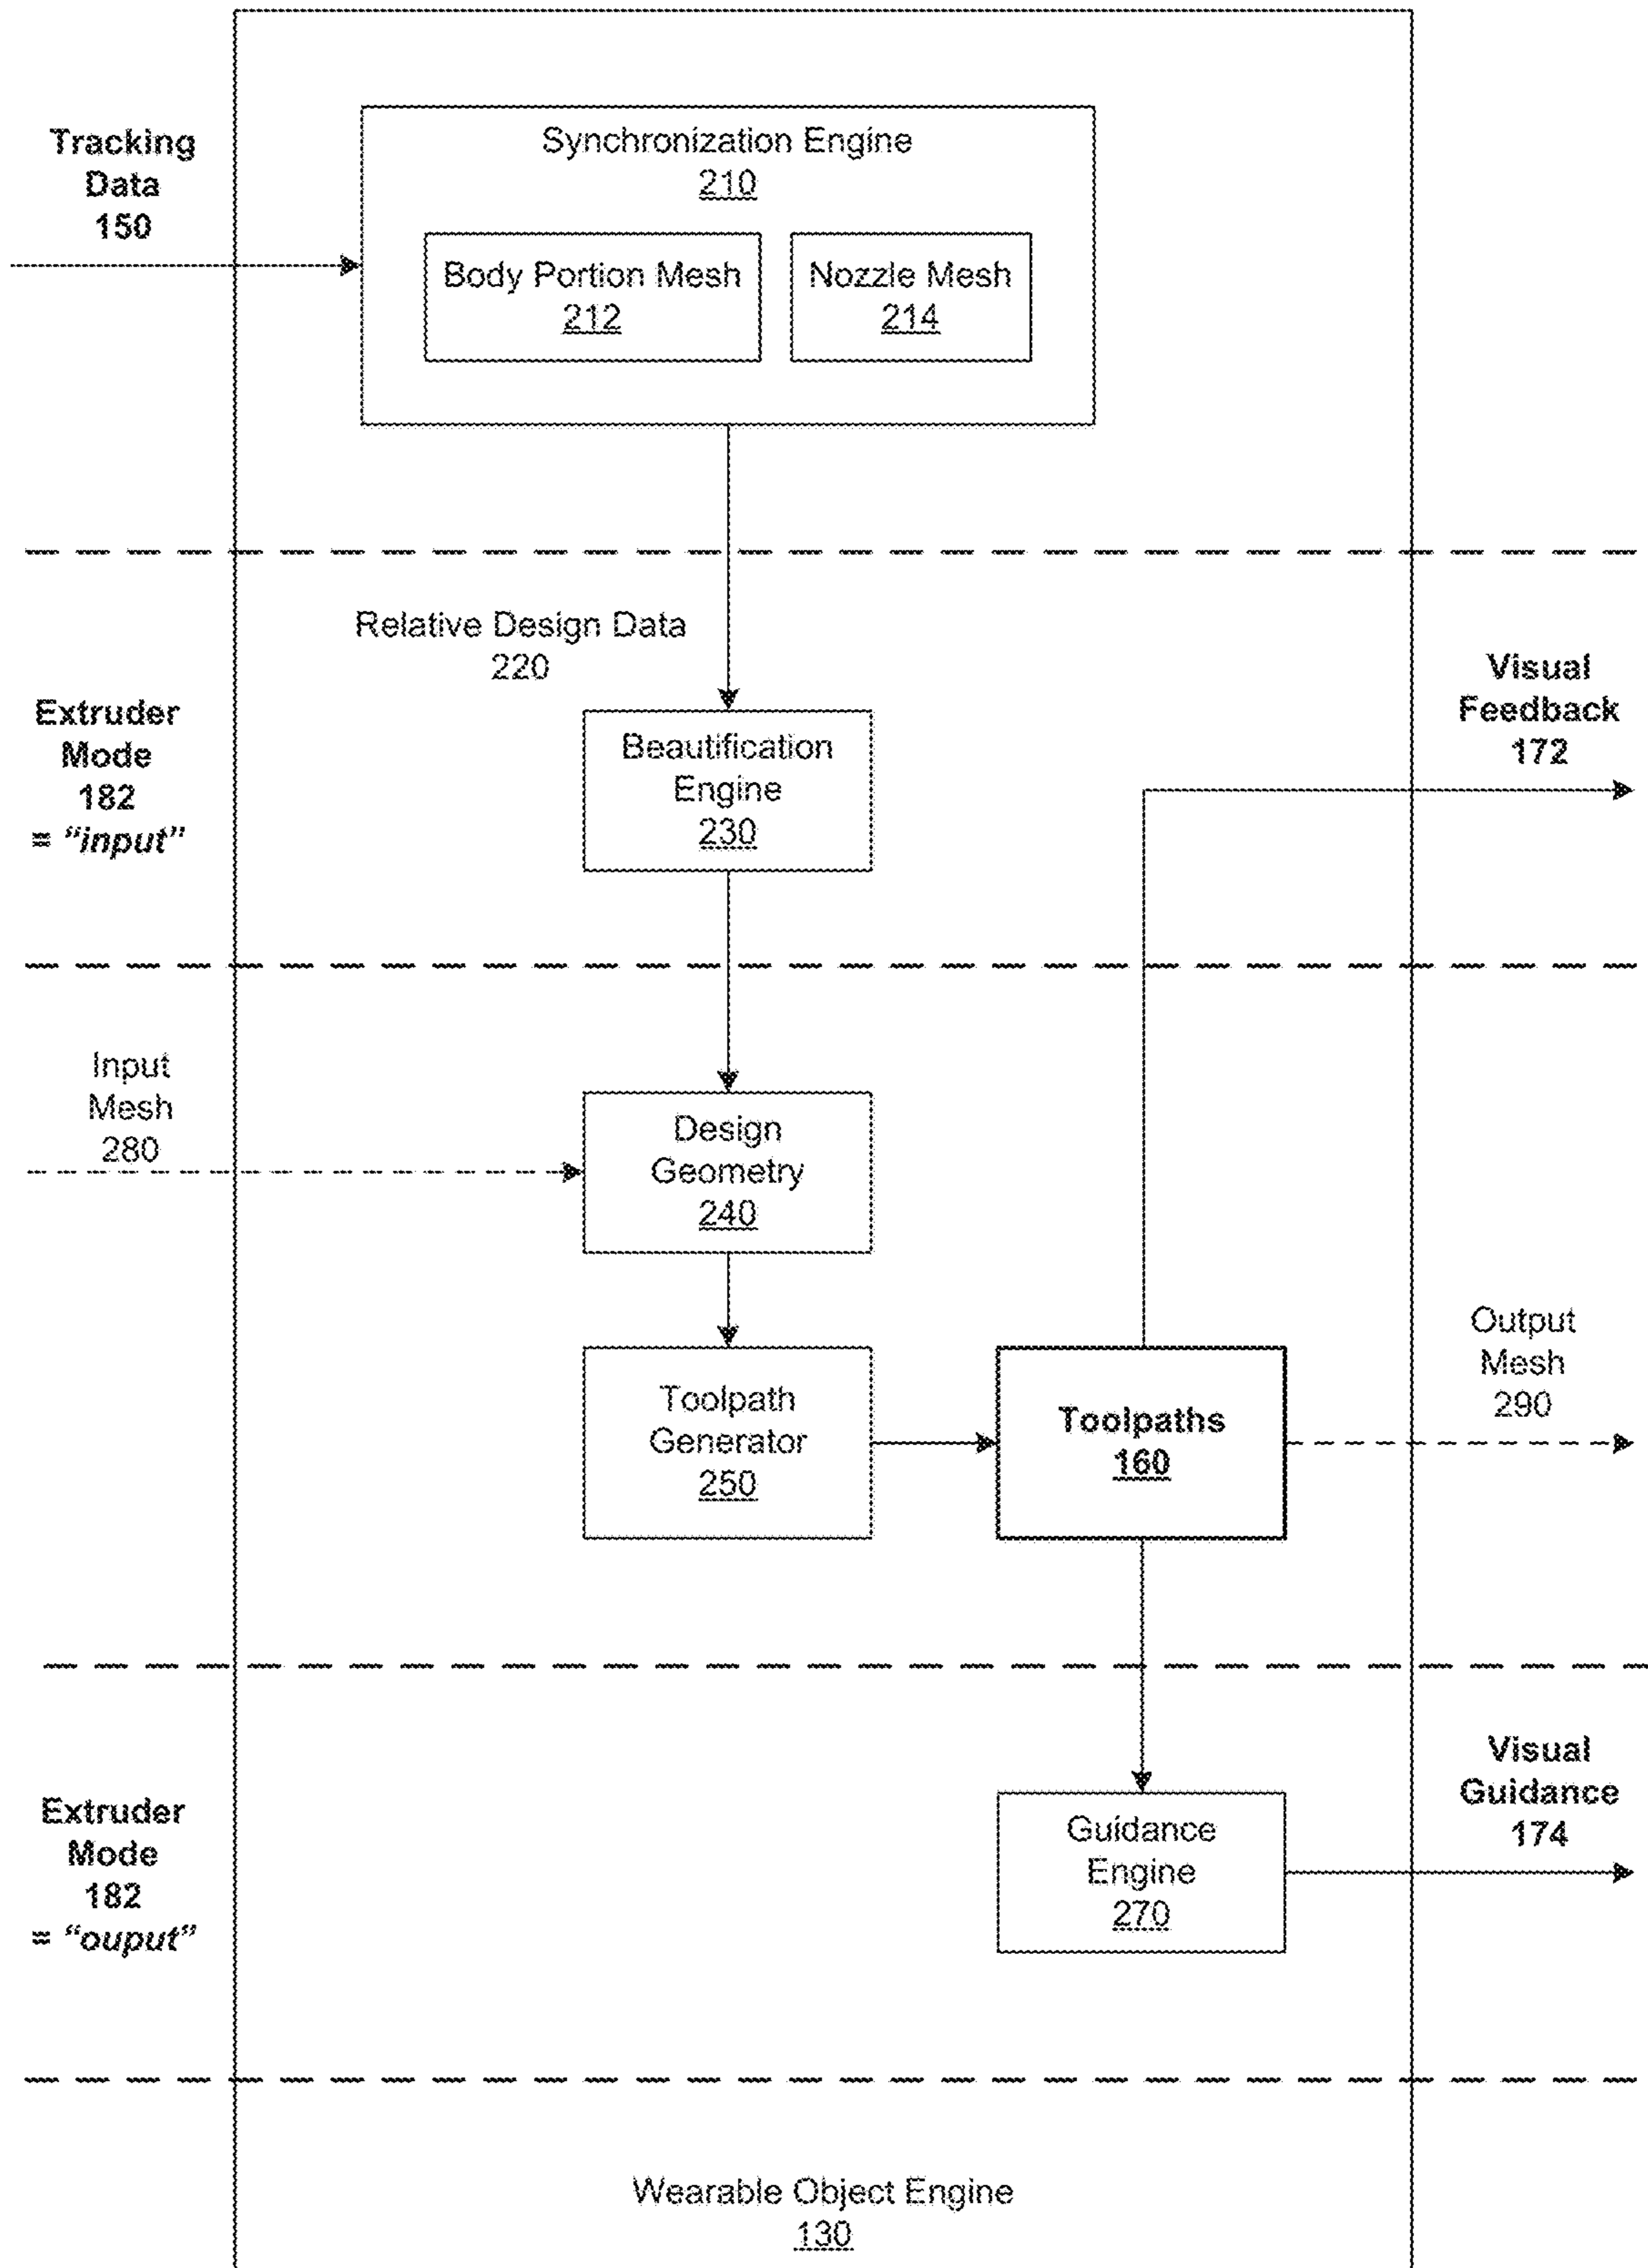 Tracking
Data
150
Synchronization Engine
210
Body Portion Mesh
212
Nozzle Mesh
214
Relative Design Data
220
Extruder
Mode
182
= “input”
Beautification
Engine
230
Visual
Feedback
172
Input
Mesh
280
Design
Geometry
240
Toolpath
Generator
250
Toolpaths
160
Output
Mesh
290
Extruder
Mode
182
= “ouput”
Guidance
Engine
270
Visual
Guidance
174
Wearable Object Engine
130